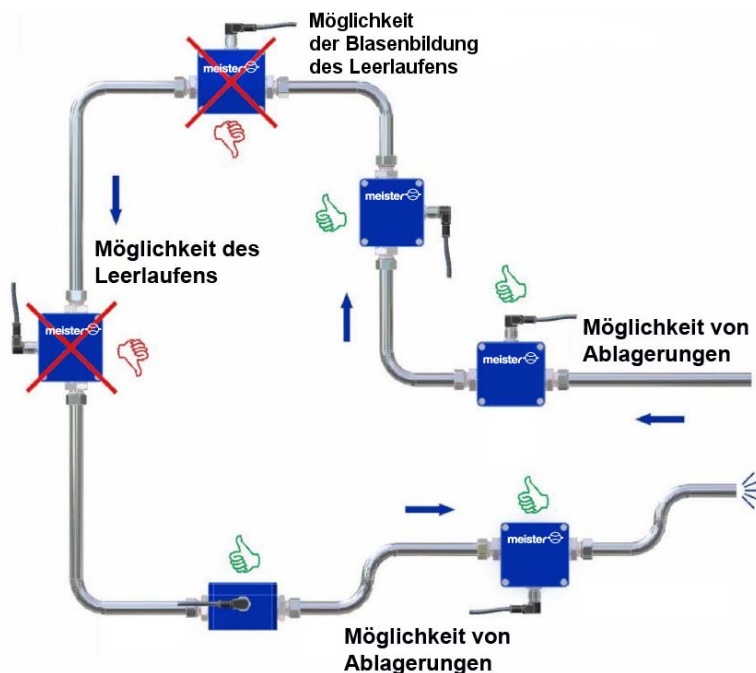 Möglichkeit
der Blasenbildung
des Leerlaufens
meister
meister
Möglichkeit des
Leerlaufens
meister
Möglichkeit von
Ablagerungen
meister
meister
Möglichkeit von
Ablagerungen